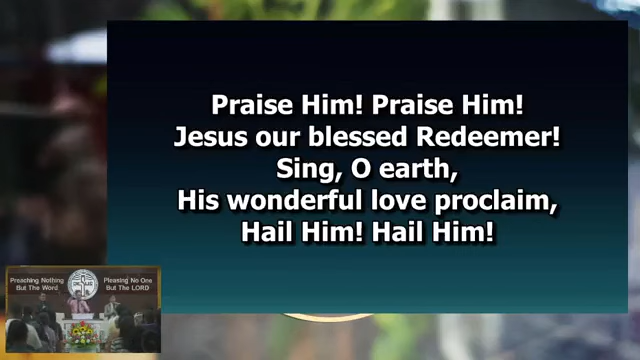 Praise Him! Praise Him!
Jesus our blessed Redeemer!
Sing, O earth,
His wonderful love proclaim,
Hail Him! Hail Him!
Preaching Nothing
But The Word
Pleasing No One
But The LORD